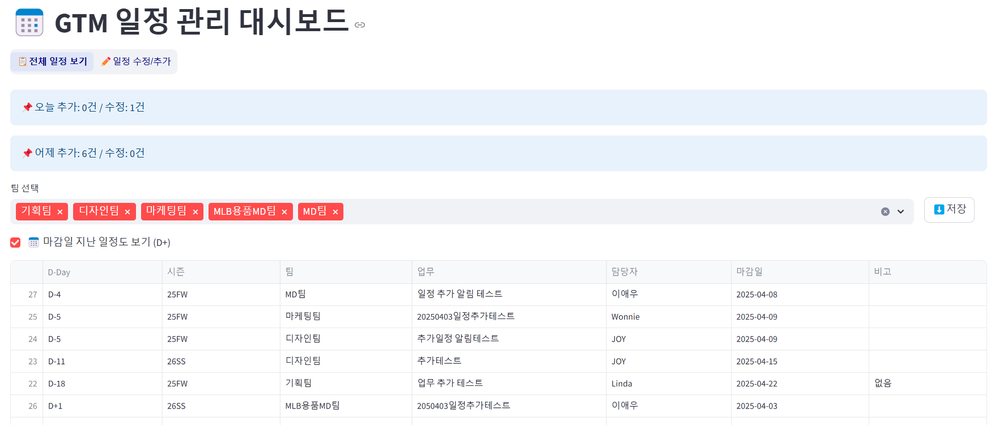 GTM 일정 관리 대시보드
전체 일정 보기 일정 수정/추가
오늘 추가: 0건 / 수정: 1건
어제 추가: 6건 / 수정: 0건
팀 선택
기획팀 × 디자인팀 × 마케팅팀 × MLB용품MD팀 × MD팀 × 저장
마감일 지난 일정도 보기 (D+)
D-Day 시즌 팀 업무 담당자 마감일 비고
27 D-4 25FW MD팀 일정 추가 알림 테스트 이애우 2025-04-08
25 D-5 25FW 마케팅팀 20250403일정추가테스트 Wonnie 2025-04-09
24 D-5 25FW 디자인팀 추가일정 알림테스트 JOY 2025-04-09
23 D-11 26SS 디자인팀 추가테스트 JOY 2025-04-15
22 D-18 25FW 기획팀 업무 추가 테스트 Linda 2025-04-22 없음
26 D+1 26SS MLB용품MD팀 2050403일정추가테스트 이애우 2025-04-03